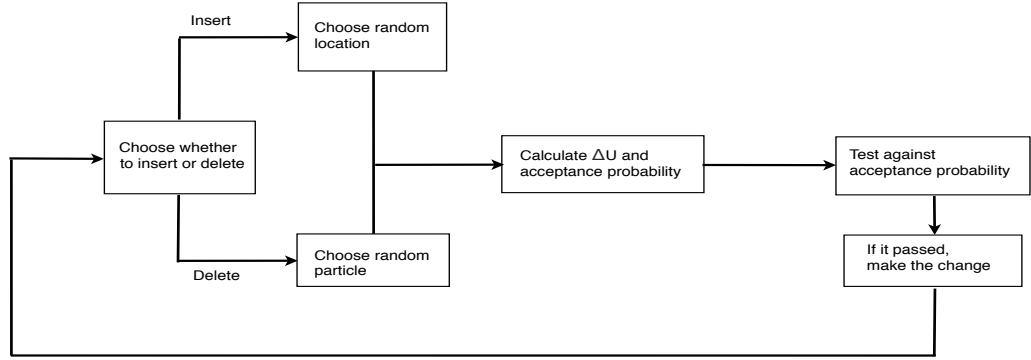 Insert
Choose random
location
Choose whether
to insert or delete
Delete
Choose random
particle
Calculate ΔU and
acceptance probability
Test against
acceptance probability
If it passed,
make the change